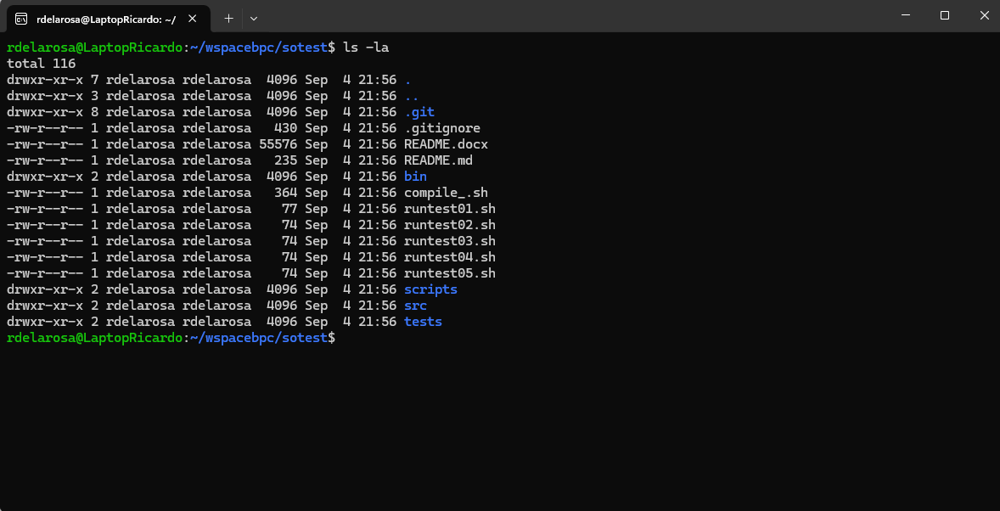 rdelarosa@LaptopRicardo: ~/
rdelarosa@LaptopRicardo:~/wspacebpc/sotest$ ls -la
total 116
drwxr-xr-x 7 rdelarosa rdelarosa  4096 Sep  4 21:56 .
drwxr-xr-x 3 rdelarosa rdelarosa  4096 Sep  4 21:56 ..
drwxr-xr-x 8 rdelarosa rdelarosa  4096 Sep  4 21:56 .git
-rw-r--r-- 1 rdelarosa rdelarosa   430 Sep  4 21:56 .gitignore
-rw-r--r-- 1 rdelarosa rdelarosa 55576 Sep  4 21:56 README.docx
-rw-r--r-- 1 rdelarosa rdelarosa   235 Sep  4 21:56 README.md
drwxr-xr-x 2 rdelarosa rdelarosa  4096 Sep  4 21:56 bin
-rw-r--r-- 1 rdelarosa rdelarosa   364 Sep  4 21:56 compile_.sh
-rw-r--r-- 1 rdelarosa rdelarosa    77 Sep  4 21:56 runtest01.sh
-rw-r--r-- 1 rdelarosa rdelarosa    74 Sep  4 21:56 runtest02.sh
-rw-r--r-- 1 rdelarosa rdelarosa    74 Sep  4 21:56 runtest03.sh
-rw-r--r-- 1 rdelarosa rdelarosa    74 Sep  4 21:56 runtest04.sh
-rw-r--r-- 1 rdelarosa rdelarosa    74 Sep  4 21:56 runtest05.sh
drwxr-xr-x 2 rdelarosa rdelarosa  4096 Sep  4 21:56 scripts
drwxr-xr-x 2 rdelarosa rdelarosa  4096 Sep  4 21:56 src
drwxr-xr-x 2 rdelarosa rdelarosa  4096 Sep  4 21:56 tests
rdelarosa@LaptopRicardo:~/wspacebpc/sotest$